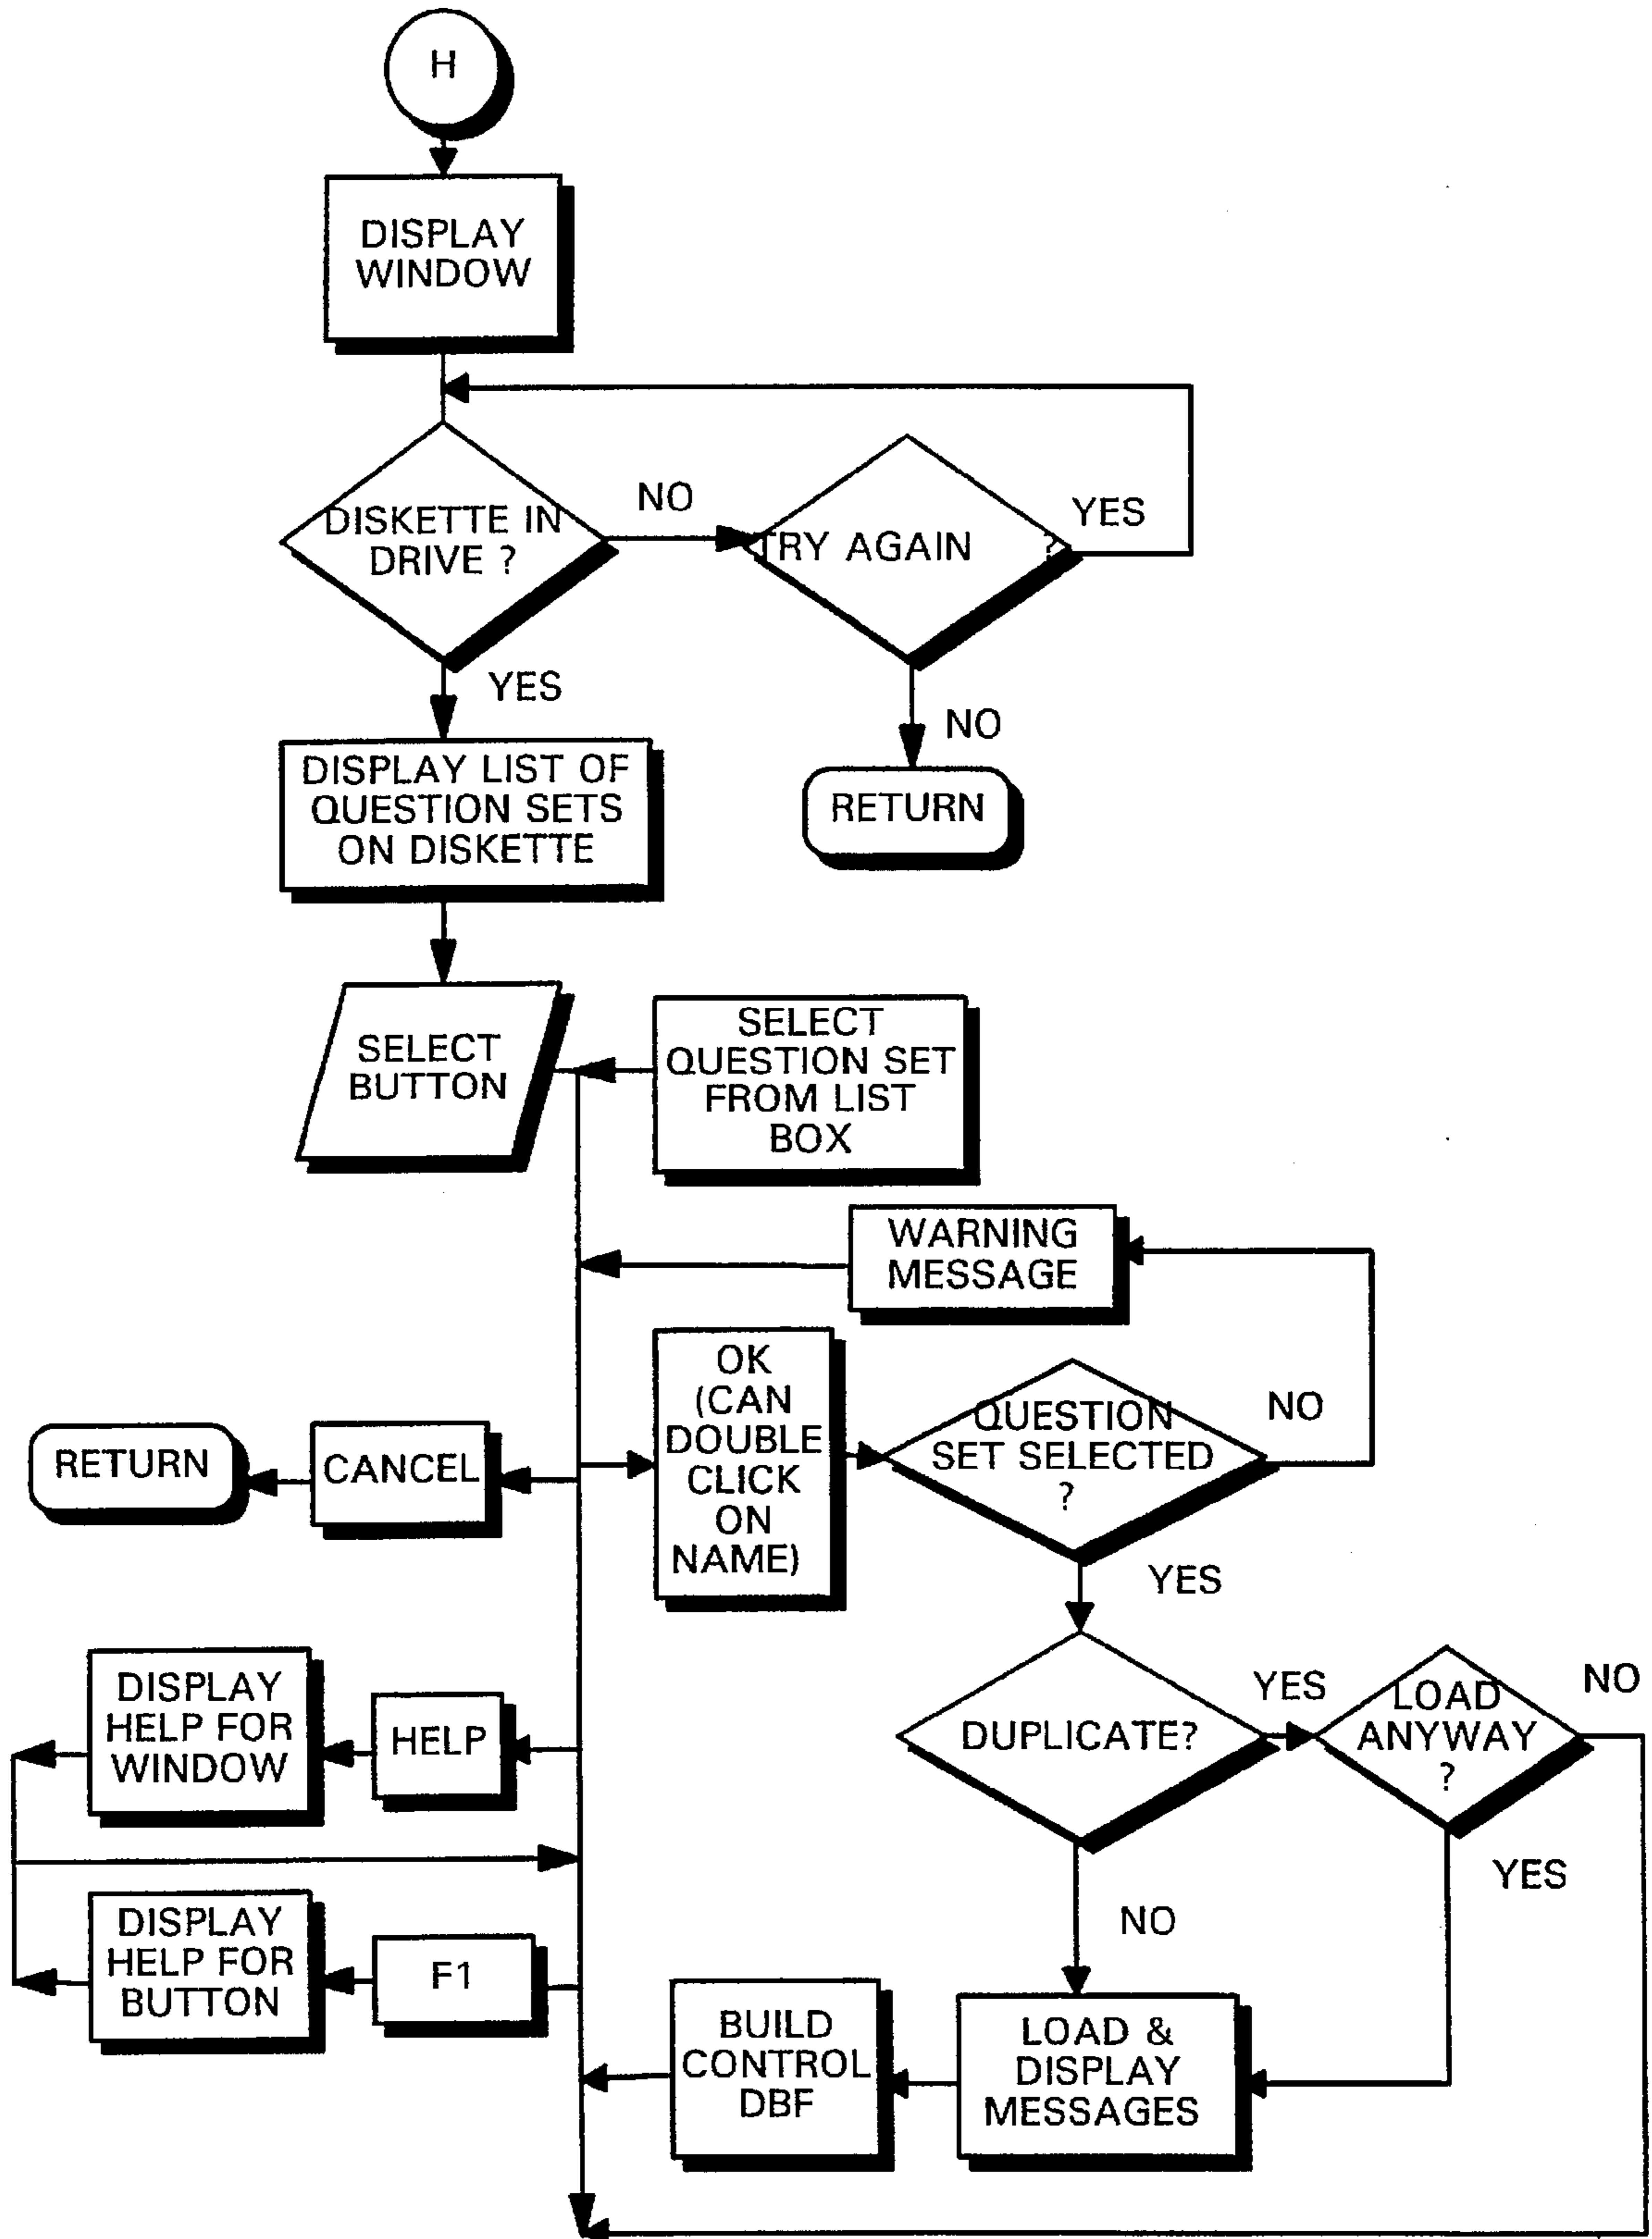 H
DISPLAY
WINDOW
DISKETTE IN
DRIVE ?
NO
TRY AGAIN ?
YES
YES
NO
DISPLAY LIST OF
QUESTION SETS
ON DISKETTE
RETURN
SELECT
BUTTON
SELECT
QUESTION SET
FROM LIST
BOX
WARNING
MESSAGE
OK
(CAN
DOUBLE
CLICK
ON
NAME)
QUESTION
SET SELECTED
?
NO
RETURN
CANCEL
YES
DISPLAY
HELP FOR
WINDOW
HELP
DUPLICATE?
YES
LOAD
ANYWAY
?
NO
YES
DISPLAY
HELP FOR
BUTTON
F1
NO
BUILD
CONTROL
DBF
LOAD &
DISPLAY
MESSAGES